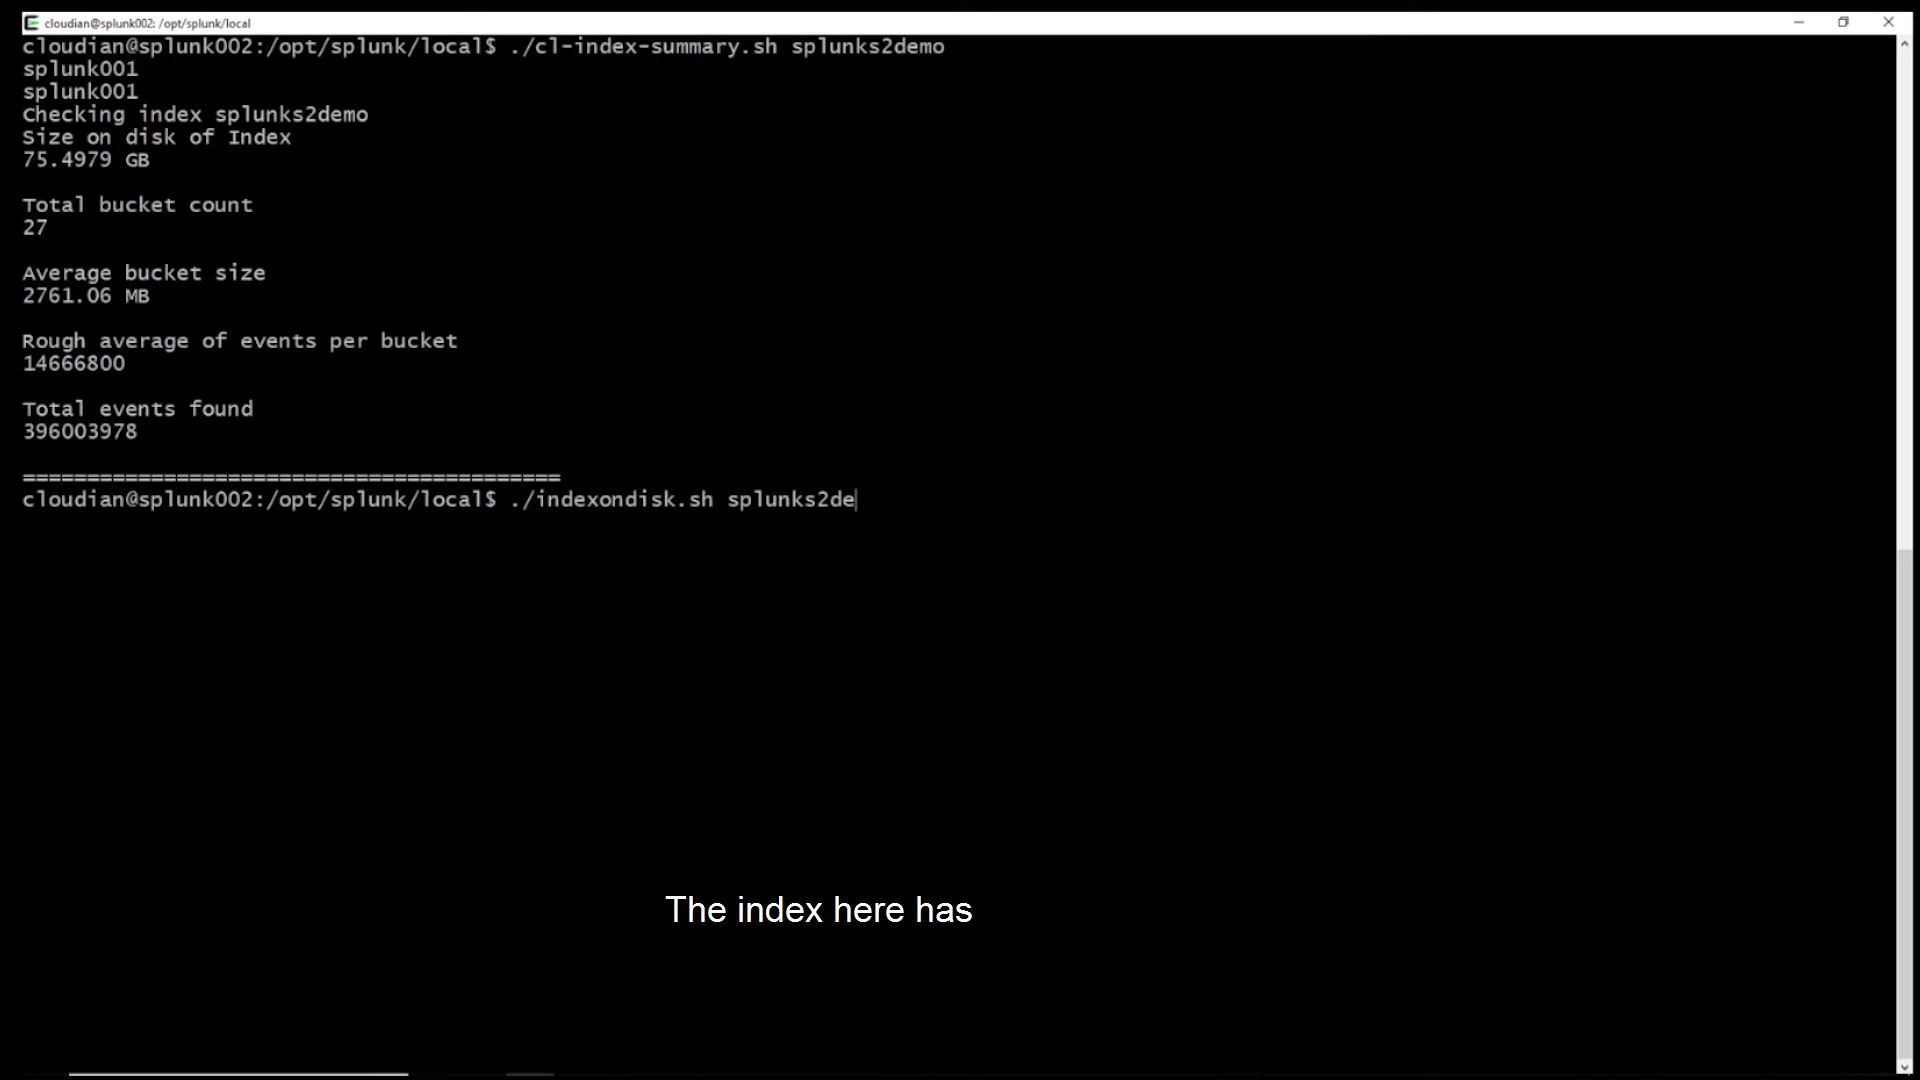 cloudian@splunk002: /opt/splunk/local
cloudian@splunk002:/opt/splunk/local$ ./cl-index-summary.sh splunks2demo
splunk001
splunk001
Checking index splunks2demo
Size on disk of Index
75.4979 GB
Total bucket count
27
Average bucket size
2761.06 MB
Rough average of events per bucket
14666800
Total events found
396003978
==========================================
cloudian@splunk002:/opt/splunk/local$ ./indexondisk.sh splunks2de
The index here has